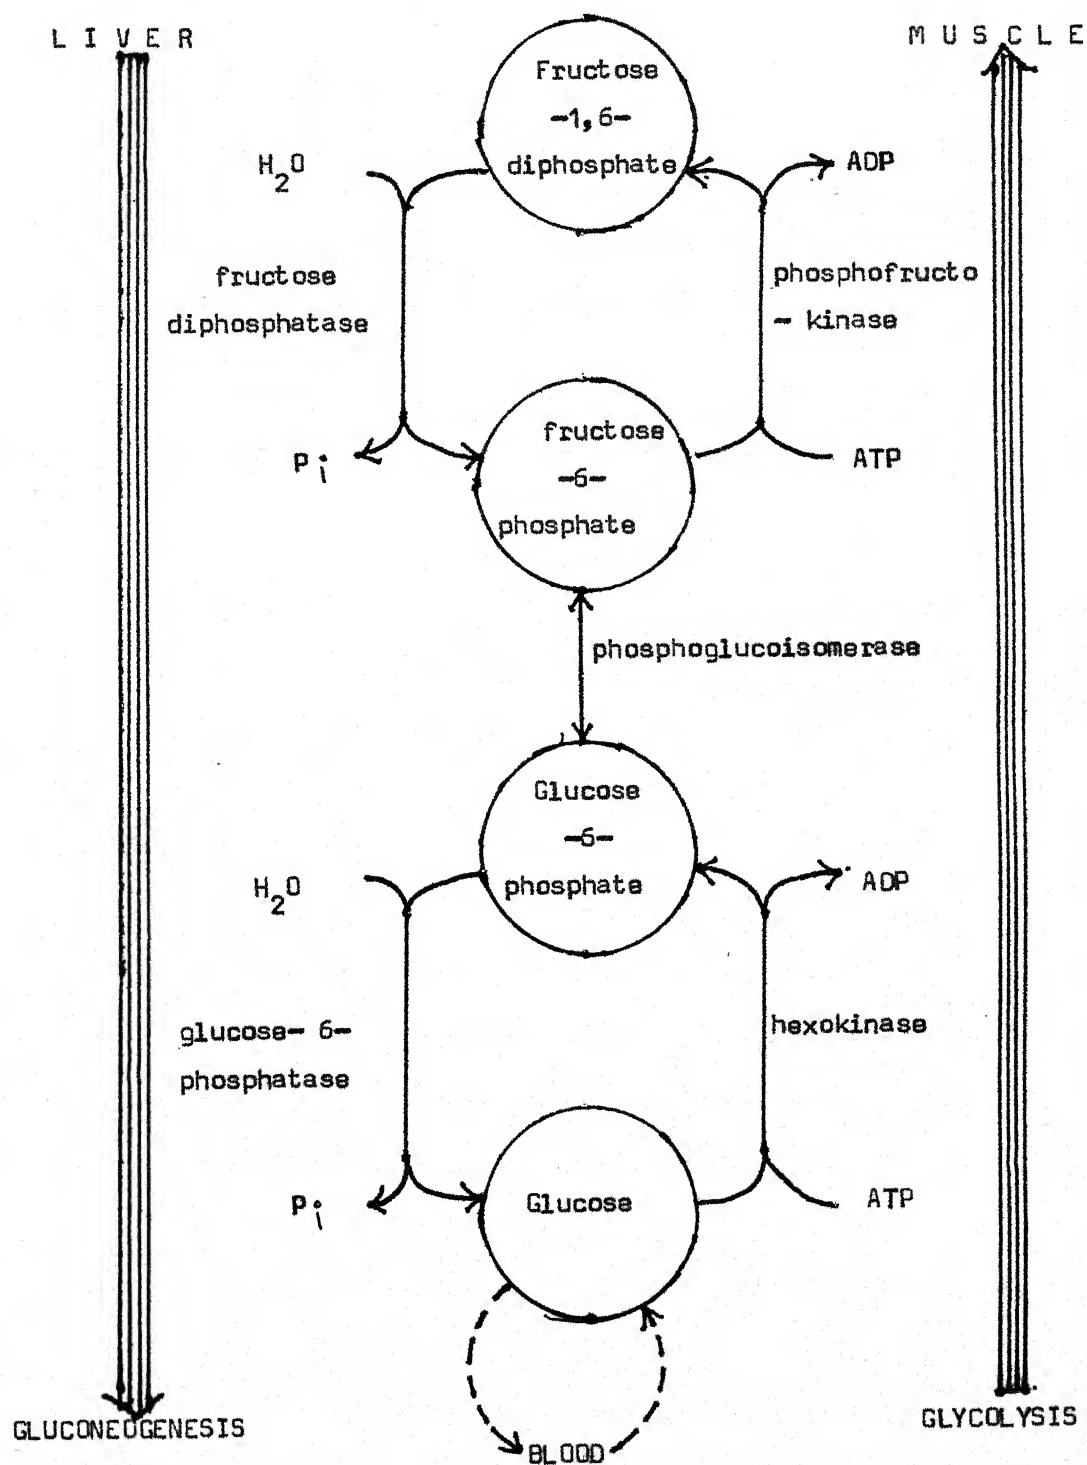 LIVER
MUSCLE
Fructose
-1,6-
diphosphate
H2O
ADP
fructose
diphosphatase
phosphofructo
- kinase
Pi
fructose
-6-
phosphate
ATP
phosphoglucoisomerase
Glucose
-6-
phosphate
H2O
ADP
glucose- 6-
phosphatase
hexokinase
Pi
Glucose
ATP
GLUCONEOGENESIS
GLYCOLYSIS
BLOOD